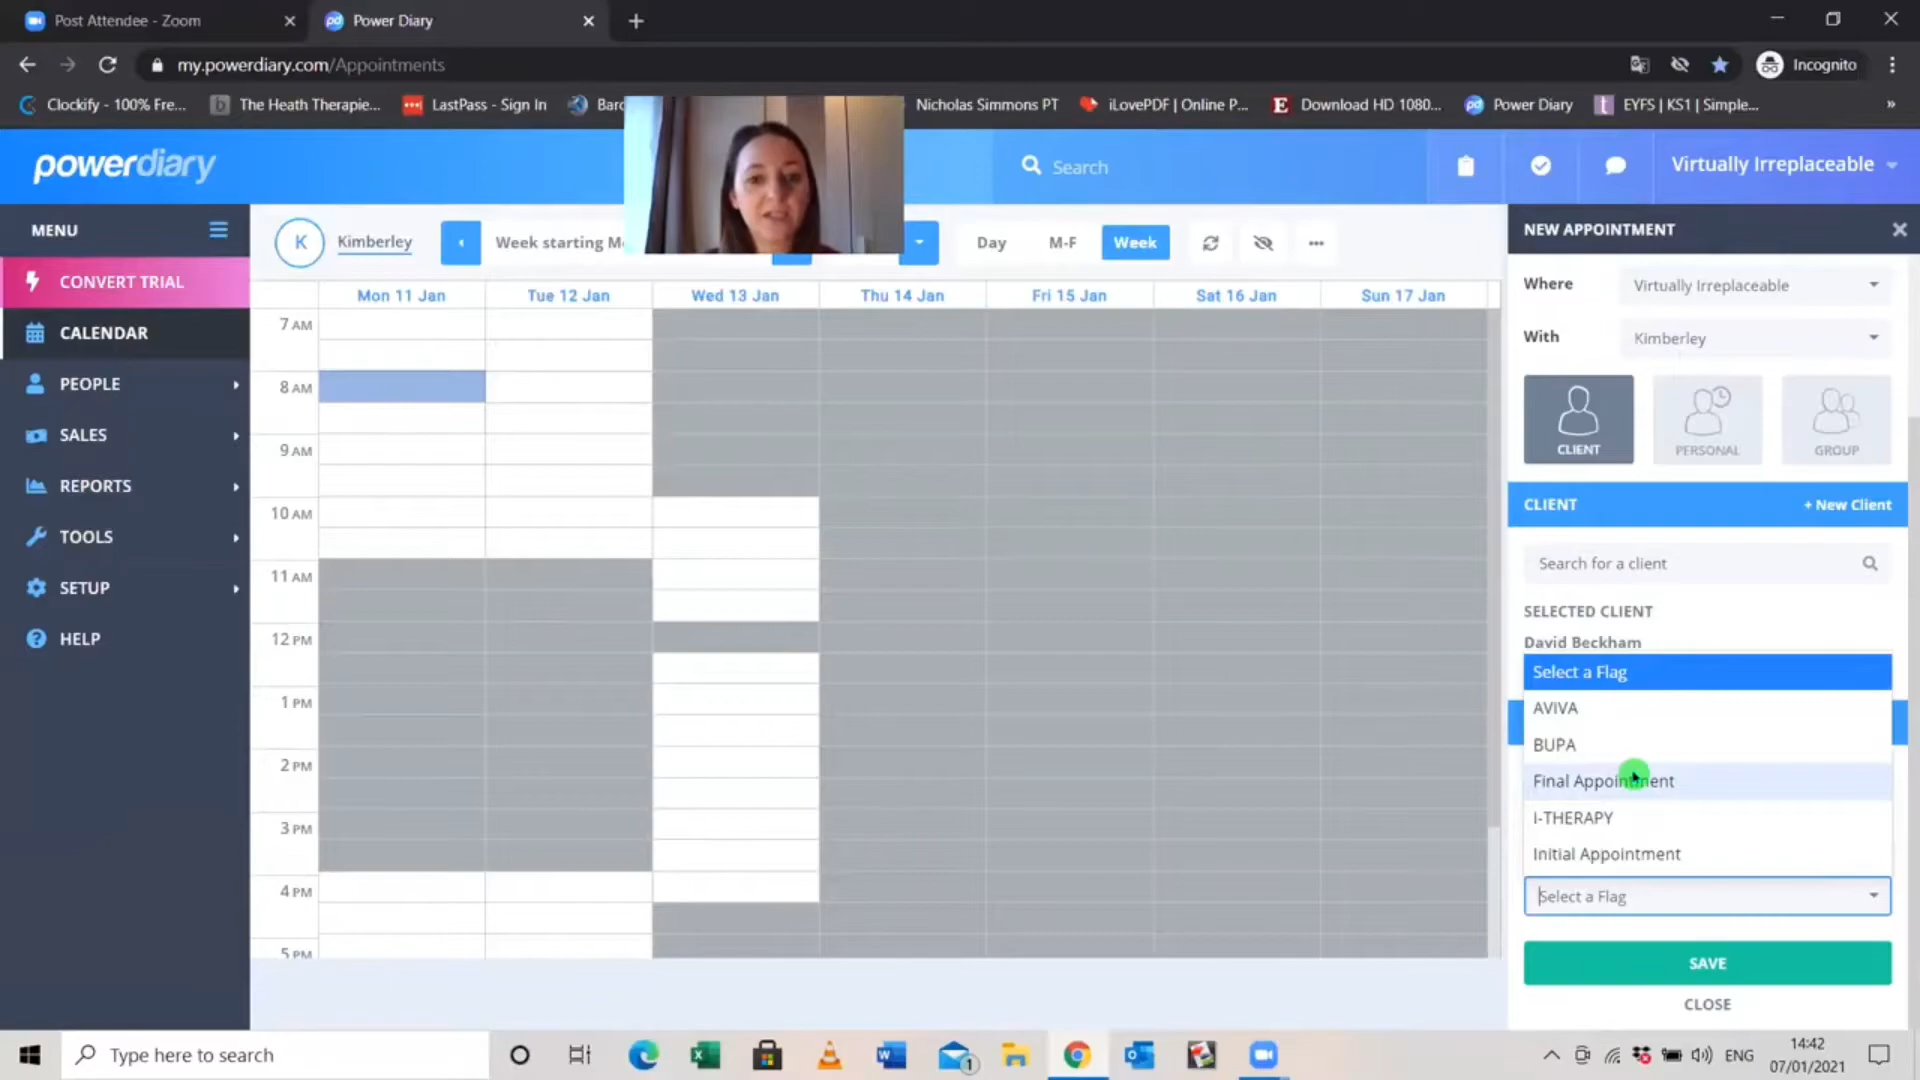 Post Attendee - Zoom
Power Diary
my.powerdiary.com/Appointments
Incognito
Clockify - 100% Fre...
The Heath Therapie...
LastPass - Sign In
Barc
Nicholas Simmons PT
iLovePDF | Online P...
Download HD 1080...
Power Diary
EYFS | KS1 | Simple...
powerdiary
Search
Virtually Irreplaceable
MENU
CONVERT TRIAL
CALENDAR
PEOPLE
SALES
REPORTS
TOOLS
SETUP
HELP
K
Kimberley
Week starting M
Day
M-F
Week
Mon 11 Jan
Tue 12 Jan
Wed 13 Jan
Thu 14 Jan
Fri 15 Jan
Sat 16 Jan
Sun 17 Jan
7 AM
8 AM
9 AM
10 AM
11 AM
12 PM
1 PM
2 PM
3 PM
4 PM
5 PM
NEW APPOINTMENT
Where
Virtually Irreplaceable
With
Kimberley
CLIENT
PERSONAL
GROUP
CLIENT
+ New Client
Search for a client
SELECTED CLIENT
David Beckham
Select a Flag
AVIVA
BUPA
Final Appointment
I-THERAPY
Initial Appointment
Select a Flag
SAVE
CLOSE
Type here to search
1
ENG
14:42
07/01/2021